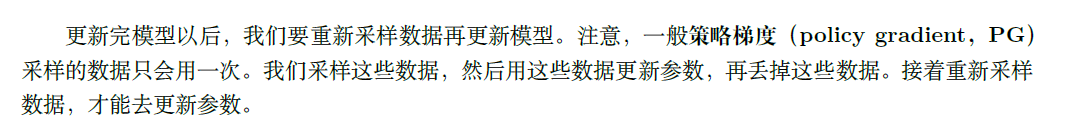 更新完模型以后，我们要重新采样数据再更新模型。注意，一般策略梯度（policy gradient，PG）
采样的数据只会用一次。我们采样这些数据，然后用这些数据更新参数，再丢掉这些数据。接着重新采样
数据，才能去更新参数。